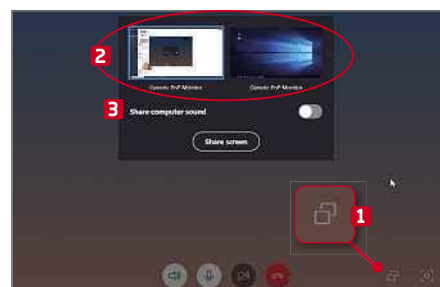 2
Generic PnP-Monitor
Generic PnP-Monitor
3
Share computer sound
Share screen
1